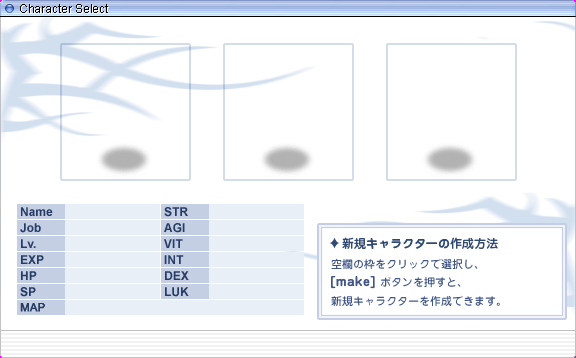 Character Select
Name
STR
Job
AGI
Lv.
VIT
EXP
INT
HP
DEX
SP
LUK
MAP
✦新規キャラクターの作成方法
空欄の枠をクリックで選択し、
[make] ボタンを押すと、
新規キャラクターを作成できます。